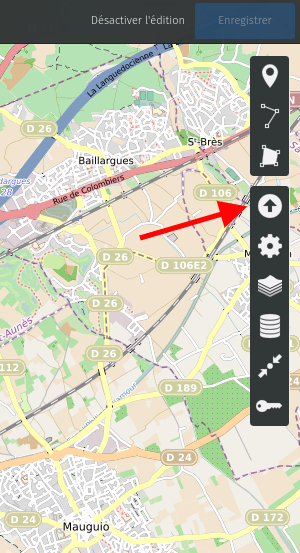 Désactiver l'édition
Enregistrer
La Languedocienne
D 26
Baillargues
St-Brès
Rue de Colombiers
D 106
D 26
D 106E2
D 26
D 26
112
D 189
D 24
D 24
D 172
Mauguio